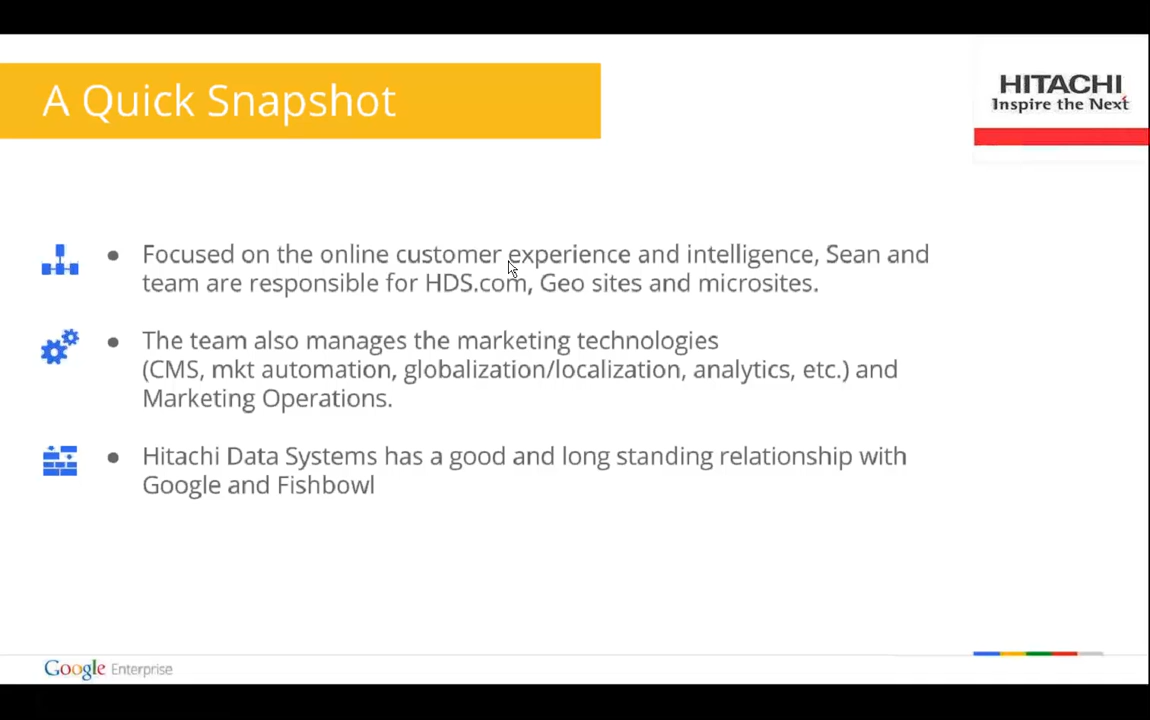 A Quick Snapshot
HITACHI
Inspire the Next
● Focused on the online customer experience and intelligence, Sean and
team are responsible for HDS.com, Geo sites and microsites.
● The team also manages the marketing technologies
(CMS, mkt automation, globalization/localization, analytics, etc.) and
Marketing Operations.
● Hitachi Data Systems has a good and long standing relationship with
Google and Fishbowl
Google Enterprise